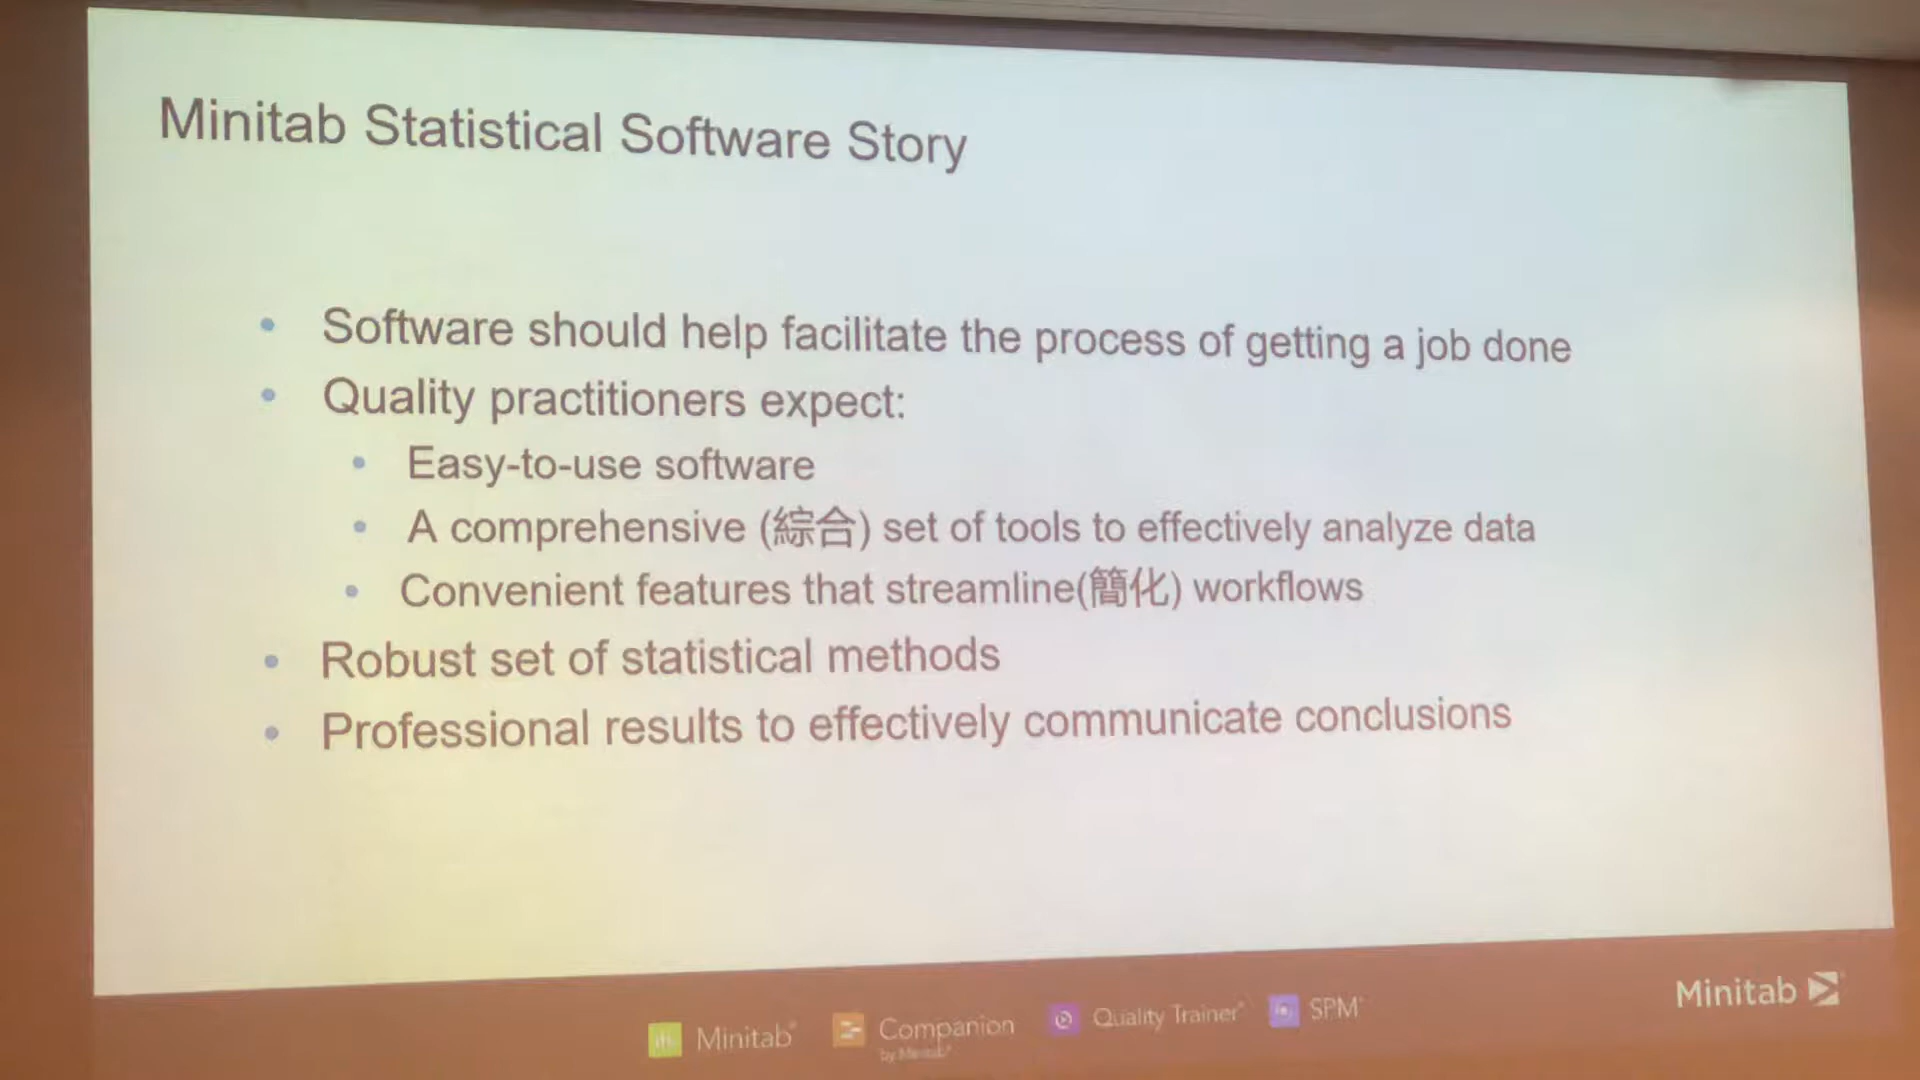 Minitab Statistical Software Story
• Software should help facilitate the process of getting a job done
• Quality practitioners expect:
• Easy-to-use software
• A comprehensive (綜合) set of tools to effectively analyze data
• Convenient features that streamline(簡化) workflows
• Robust set of statistical methods
• Professional results to effectively communicate conclusions
Minitab® Companion Quality Trainer® SPM® Minitab
by Minitab®